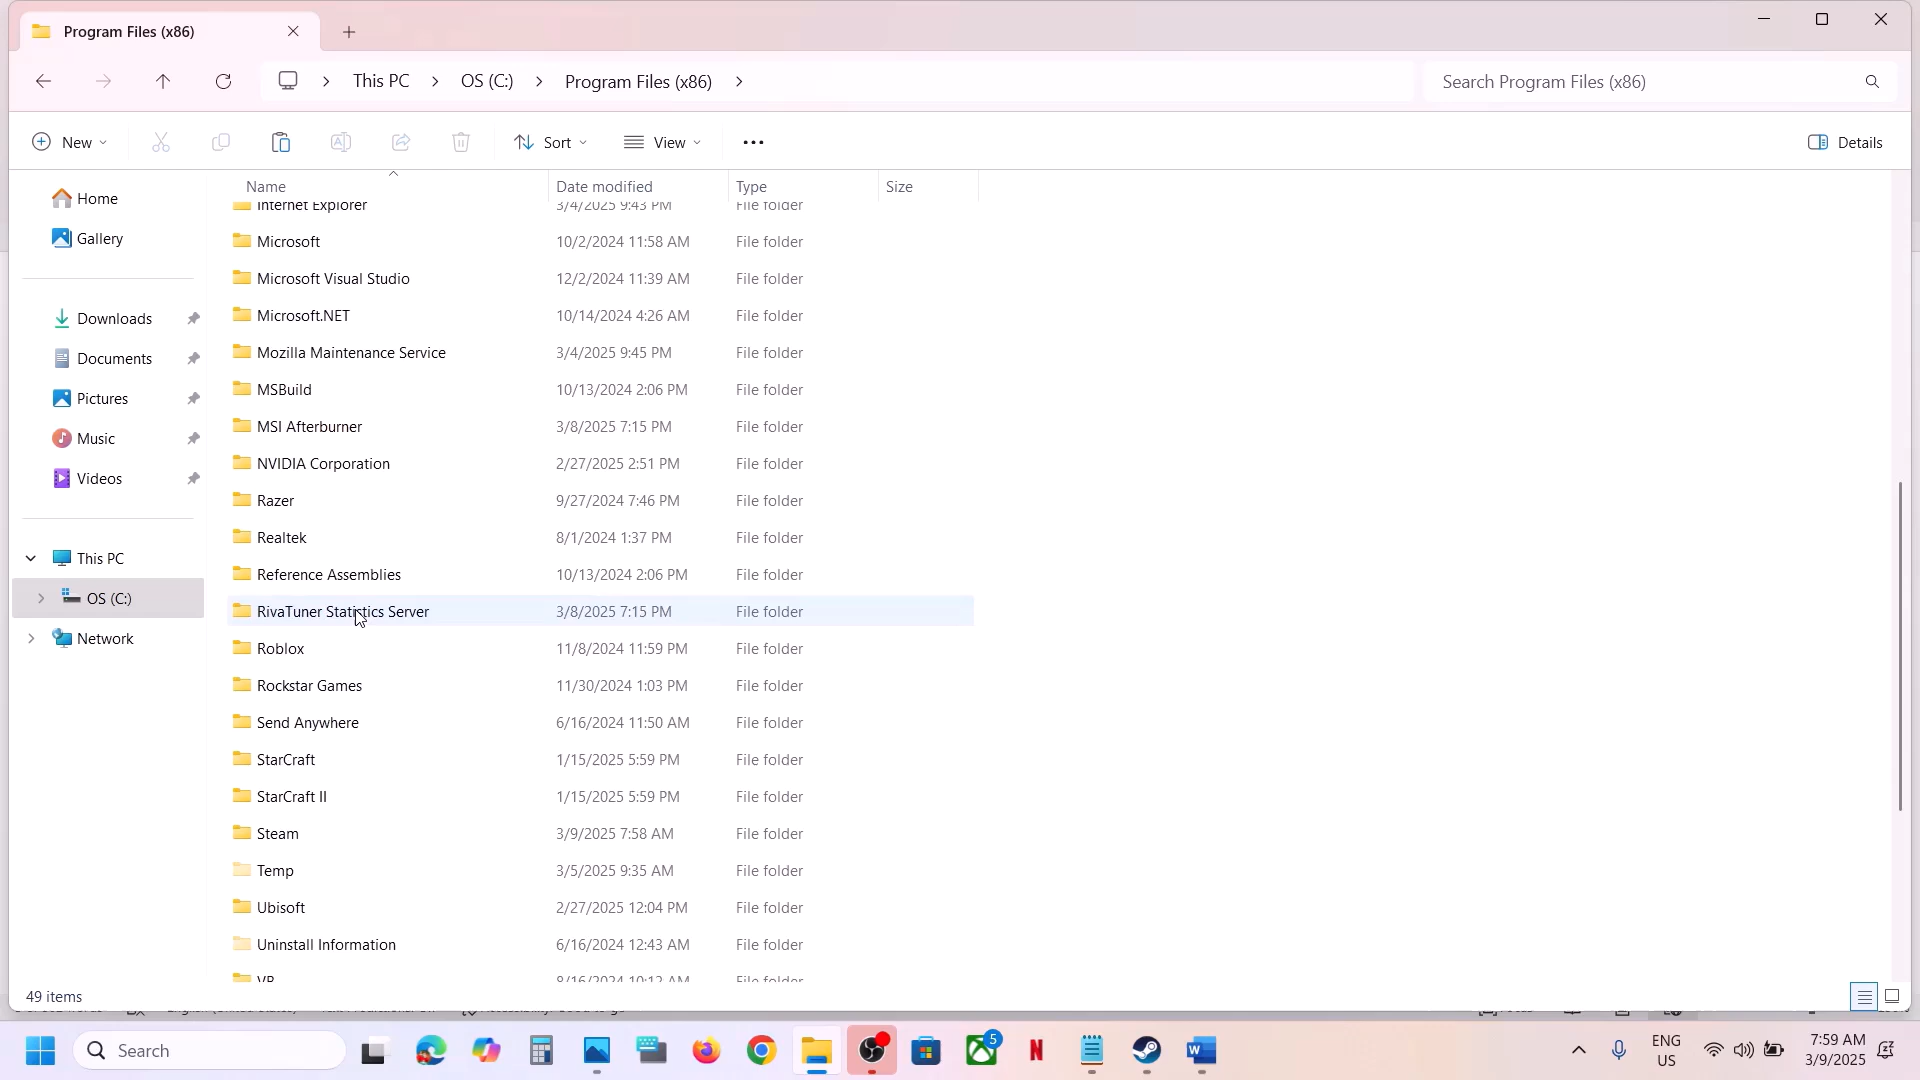 Program Files (x86)
This PC > OS (C:) > Program Files (x86) >
Search Program Files (x86)
New
Sort
View
Details
Home
Gallery
Downloads
Documents
Pictures
Music
Videos
This PC
OS (C:)
Network
Name Date modified Type Size
Internet Explorer 3/4/2025 9:43 PM File folder
Microsoft 10/2/2024 11:58 AM File folder
Microsoft Visual Studio 12/2/2024 11:39 AM File folder
Microsoft.NET 10/14/2024 4:26 AM File folder
Mozilla Maintenance Service 3/4/2025 9:45 PM File folder
MSBuild 10/13/2024 2:06 PM File folder
MSI Afterburner 3/8/2025 7:15 PM File folder
NVIDIA Corporation 2/27/2025 2:51 PM File folder
Razer 9/27/2024 7:46 PM File folder
Realtek 8/1/2024 1:37 PM File folder
Reference Assemblies 10/13/2024 2:06 PM File folder
RivaTuner Statistics Server 3/8/2025 7:15 PM File folder
Roblox 11/8/2024 11:59 PM File folder
Rockstar Games 11/30/2024 1:03 PM File folder
Send Anywhere 6/16/2024 11:50 AM File folder
StarCraft 1/15/2025 5:59 PM File folder
StarCraft II 1/15/2025 5:59 PM File folder
Steam 3/9/2025 7:58 AM File folder
Temp 3/5/2025 9:35 AM File folder
Ubisoft 2/27/2025 12:04 PM File folder
Uninstall Information 6/16/2024 12:43 AM File folder
VB 8/16/2024 10:12 AM File folder
49 items
Search
5
N
ENG
US
7:59 AM
3/9/2025